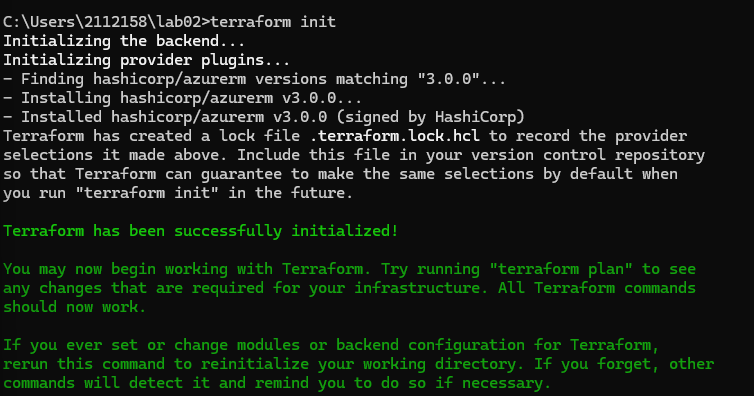 C:\Users\2112158\lab02>terraform init
Initializing the backend...
Initializing provider plugins...
- Finding hashicorp/azurerm versions matching "3.0.0"...
- Installing hashicorp/azurerm v3.0.0...
- Installed hashicorp/azurerm v3.0.0 (signed by HashiCorp)
Terraform has created a lock file .terraform.lock.hcl to record the provider
selections it made above. Include this file in your version control repository
so that Terraform can guarantee to make the same selections by default when
you run "terraform init" in the future.
Terraform has been successfully initialized!
You may now begin working with Terraform. Try running "terraform plan" to see
any changes that are required for your infrastructure. All Terraform commands
should now work.
If you ever set or change modules or backend configuration for Terraform,
rerun this command to reinitialize your working directory. If you forget, other
commands will detect it and remind you to do so if necessary.